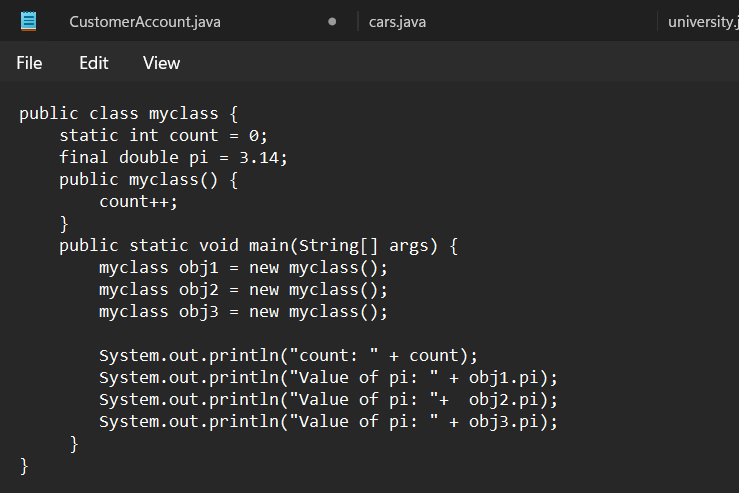 CustomerAccount.java cars.java university.j
File Edit View
public class myclass {
    static int count = 0;
    final double pi = 3.14;
    public myclass() {
        count++;
    }
    public static void main(String[] args) {
        myclass obj1 = new myclass();
        myclass obj2 = new myclass();
        myclass obj3 = new myclass();
        System.out.println("count: " + count);
        System.out.println("Value of pi: " + obj1.pi);
        System.out.println("Value of pi: "+  obj2.pi);
        System.out.println("Value of pi: " + obj3.pi);
     }
}